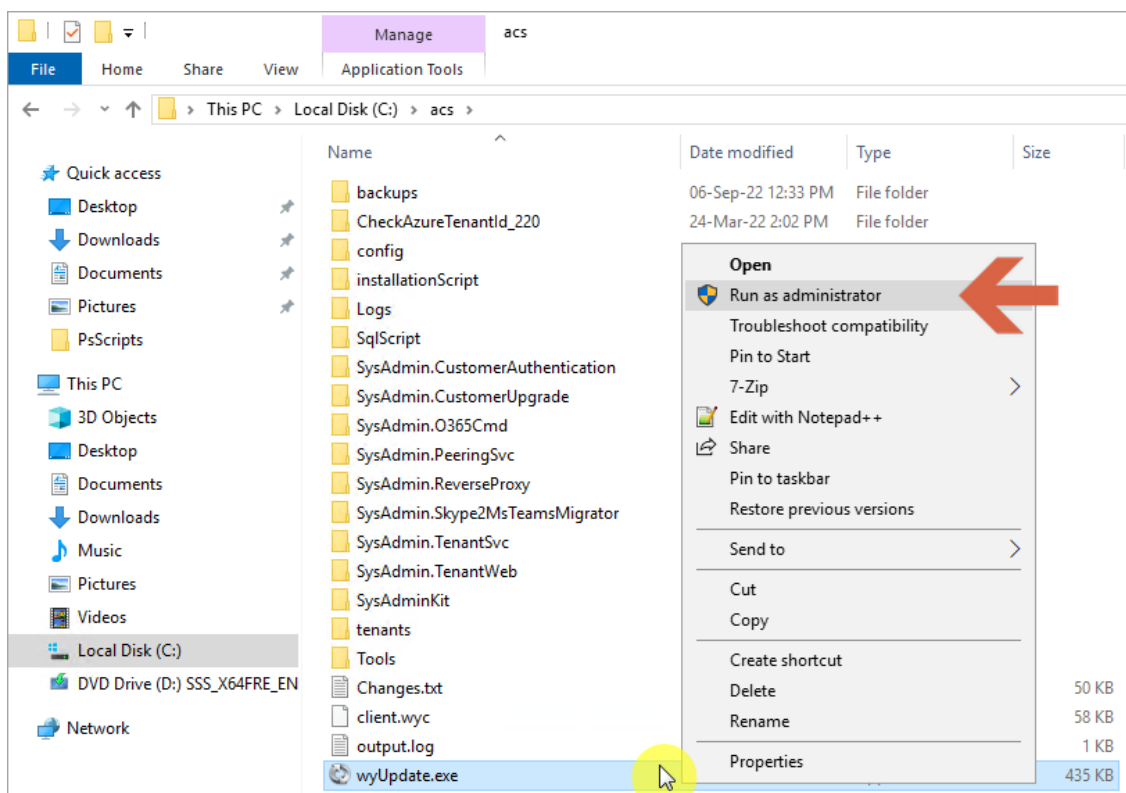 Manage acs
File Home Share View Application Tools
This PC Local Disk (C:) acs
Name Date modified Type Size
Quick access
Desktop
Downloads
Documents
Pictures
PsScripts
This PC
3D Objects
Desktop
Documents
Downloads
Music
Pictures
Videos
Local Disk (C:)
DVD Drive (D:) SSS_X64FRE_EN
Network
backups 06-Sep-22 12:33 PM File folder
CheckAzureTenantId_220 24-Mar-22 2:02 PM File folder
config
installationScript
Logs
SqlScript
SysAdmin.CustomerAuthentication
SysAdmin.CustomerUpgrade
SysAdmin.O365Cmd
SysAdmin.PeeringSvc
SysAdmin.ReverseProxy
SysAdmin.Skype2MsTeamsMigrator
SysAdmin.TenantSvc
SysAdmin.TenantWeb
SysAdminKit
tenants
Tools
Changes.txt 50 KB
client.wyc 58 KB
output.log 1 KB
wyUpdate.exe 435 KB
Open
Run as administrator
Troubleshoot compatibility
Pin to Start
7-Zip
Edit with Notepad++
Share
Pin to taskbar
Restore previous versions
Send to
Cut
Copy
Create shortcut
Delete
Rename
Properties